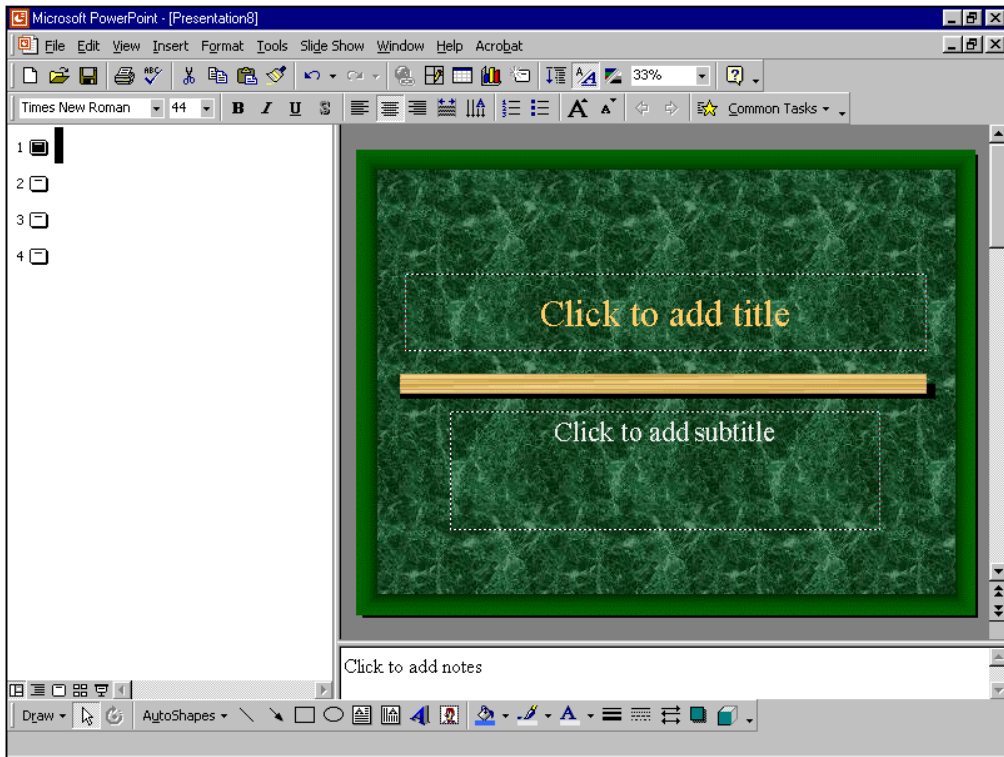 Microsoft PowerPoint - [Presentation8]
File Edit View Insert Format Tools Slide Show Window Help Acrobat
ABC A A 33% ?
Times New Roman 44 B I U S A A Common Tasks
1
2
3
4
Click to add title
Click to add subtitle
Click to add notes
Draw AutoShapes A A